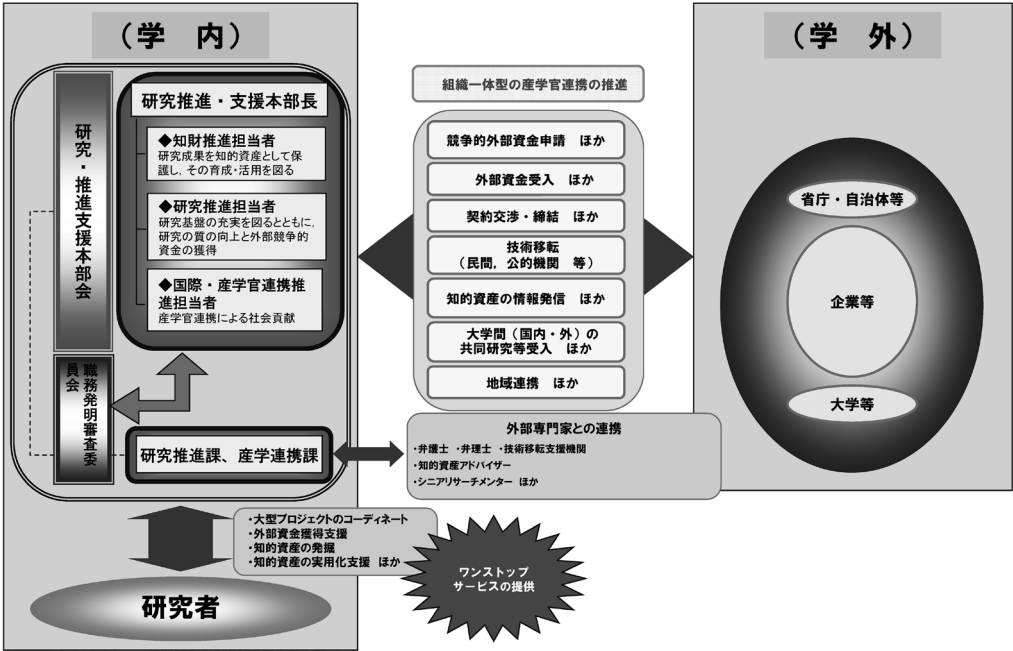 （学　内）
研究・推進支援本部会
研究推進・支援本部長
◆知財推進担当者
研究成果を知的資産として保
護し，その育成・活用を図る
◆研究推進担当者
研究基盤の充実を図るとともに，
研究の質の向上と外部競争的
資金の獲得
◆国際・産学官連携推
進担当者
産学官連携による社会貢献
職務発明審査委
員会
研究推進課、産学連携課
組織一体型の産学官連携の推進
競争的外部資金申請　ほか
外部資金受入　ほか
契約交渉・締結　ほか
技術移転
（民間，公的機関　等）
知的資産の情報発信　ほか
大学間（国内・外）の
共同研究等受入　ほか
地域連携　ほか
外部専門家との連携
・弁護士　・弁理士　・技術移転支援機関
・知的資産アドバイザー
・シニアリサーチメンター　ほか
（学　外）
省庁・自治体等
企業等
大学等
・大型プロジェクトのコーディネート
・外部資金獲得支援
・知的資産の発掘
・知的資産の実用化支援　ほか
ワンストップ
サービスの提供
研究者